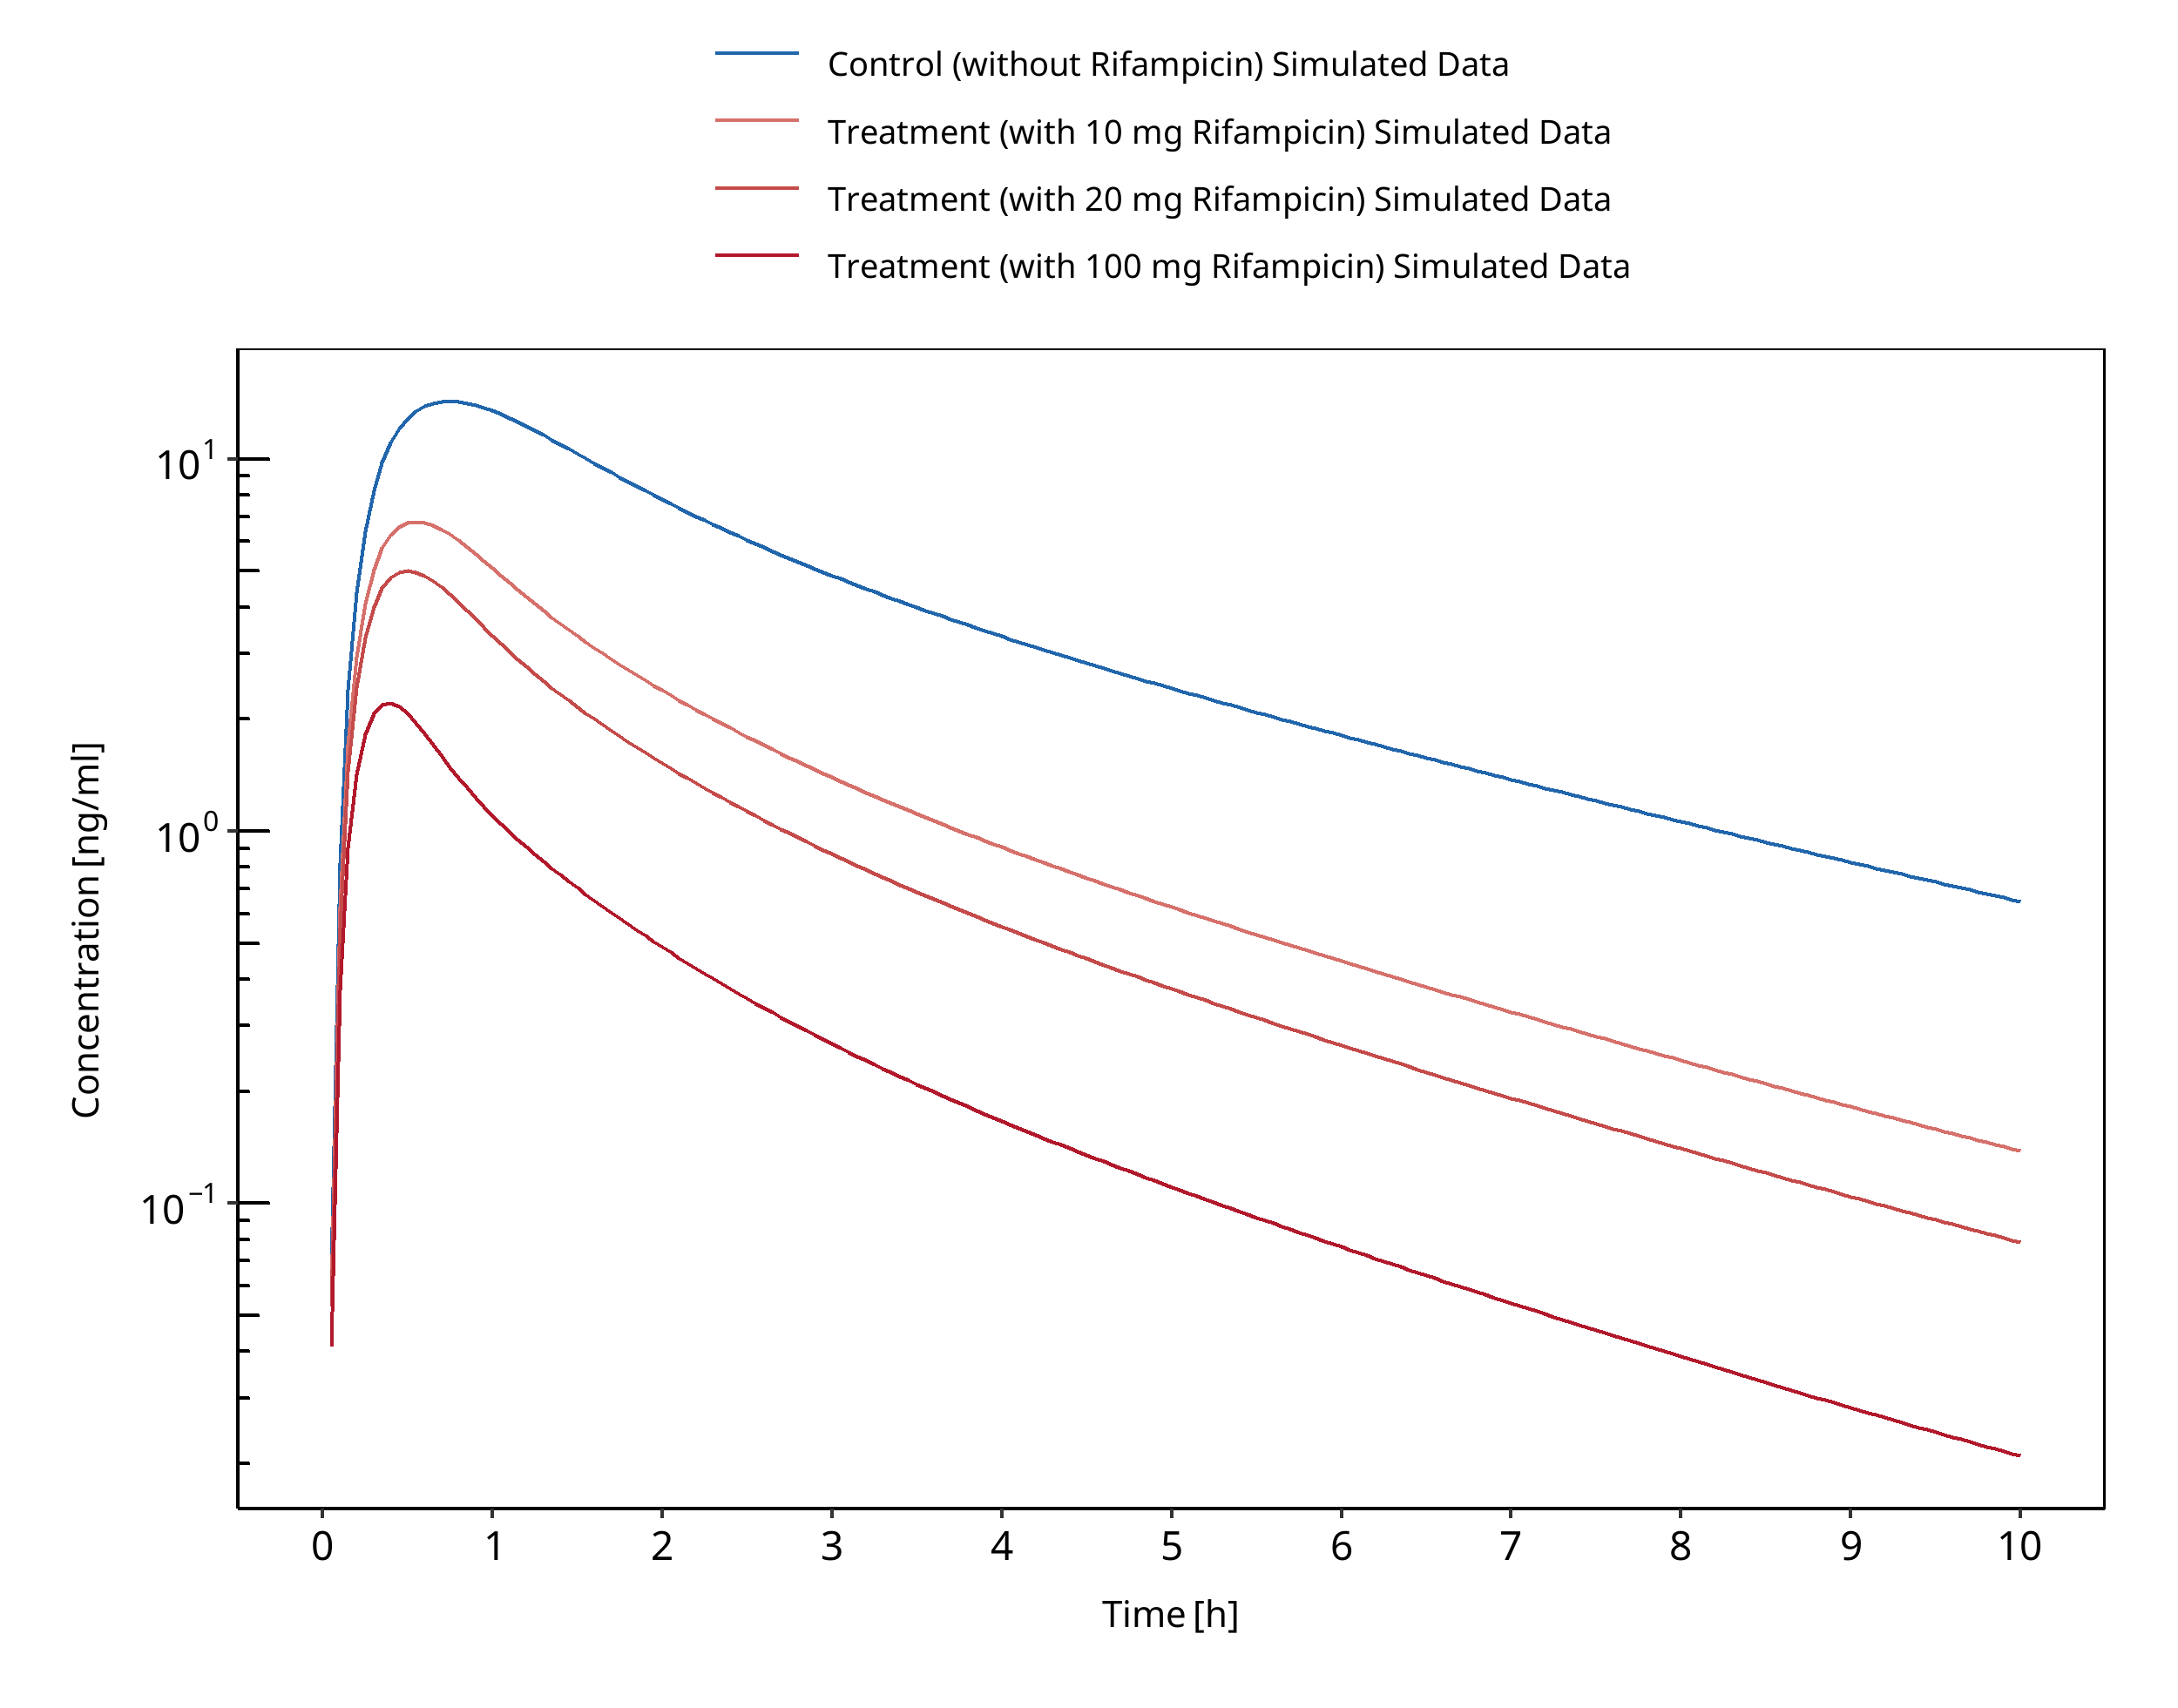 Control (without Rifampicin) Simulated Data
Treatment (with 10 mg Rifampicin) Simulated Data
Treatment (with 20 mg Rifampicin) Simulated Data
Treatment (with 100 mg Rifampicin) Simulated Data
10¹
10⁰
10⁻¹
Concentration [ng/ml]
0 1 2 3 4 5 6 7 8 9 10
Time [h]